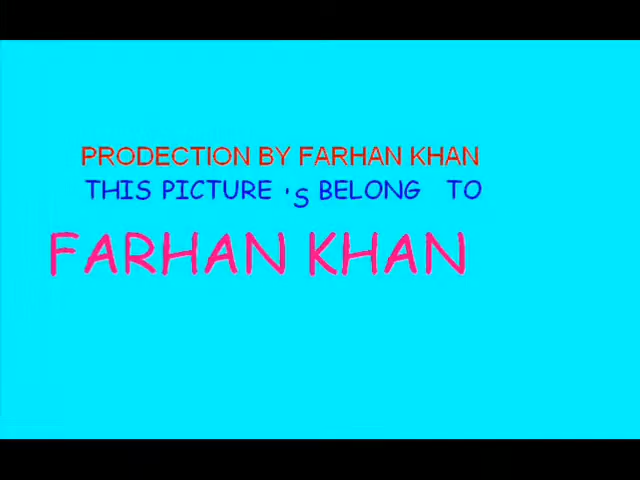 PRODECTION BY FARHAN KHAN
THIS PICTURE 's BELONG TO
FARHAN KHAN